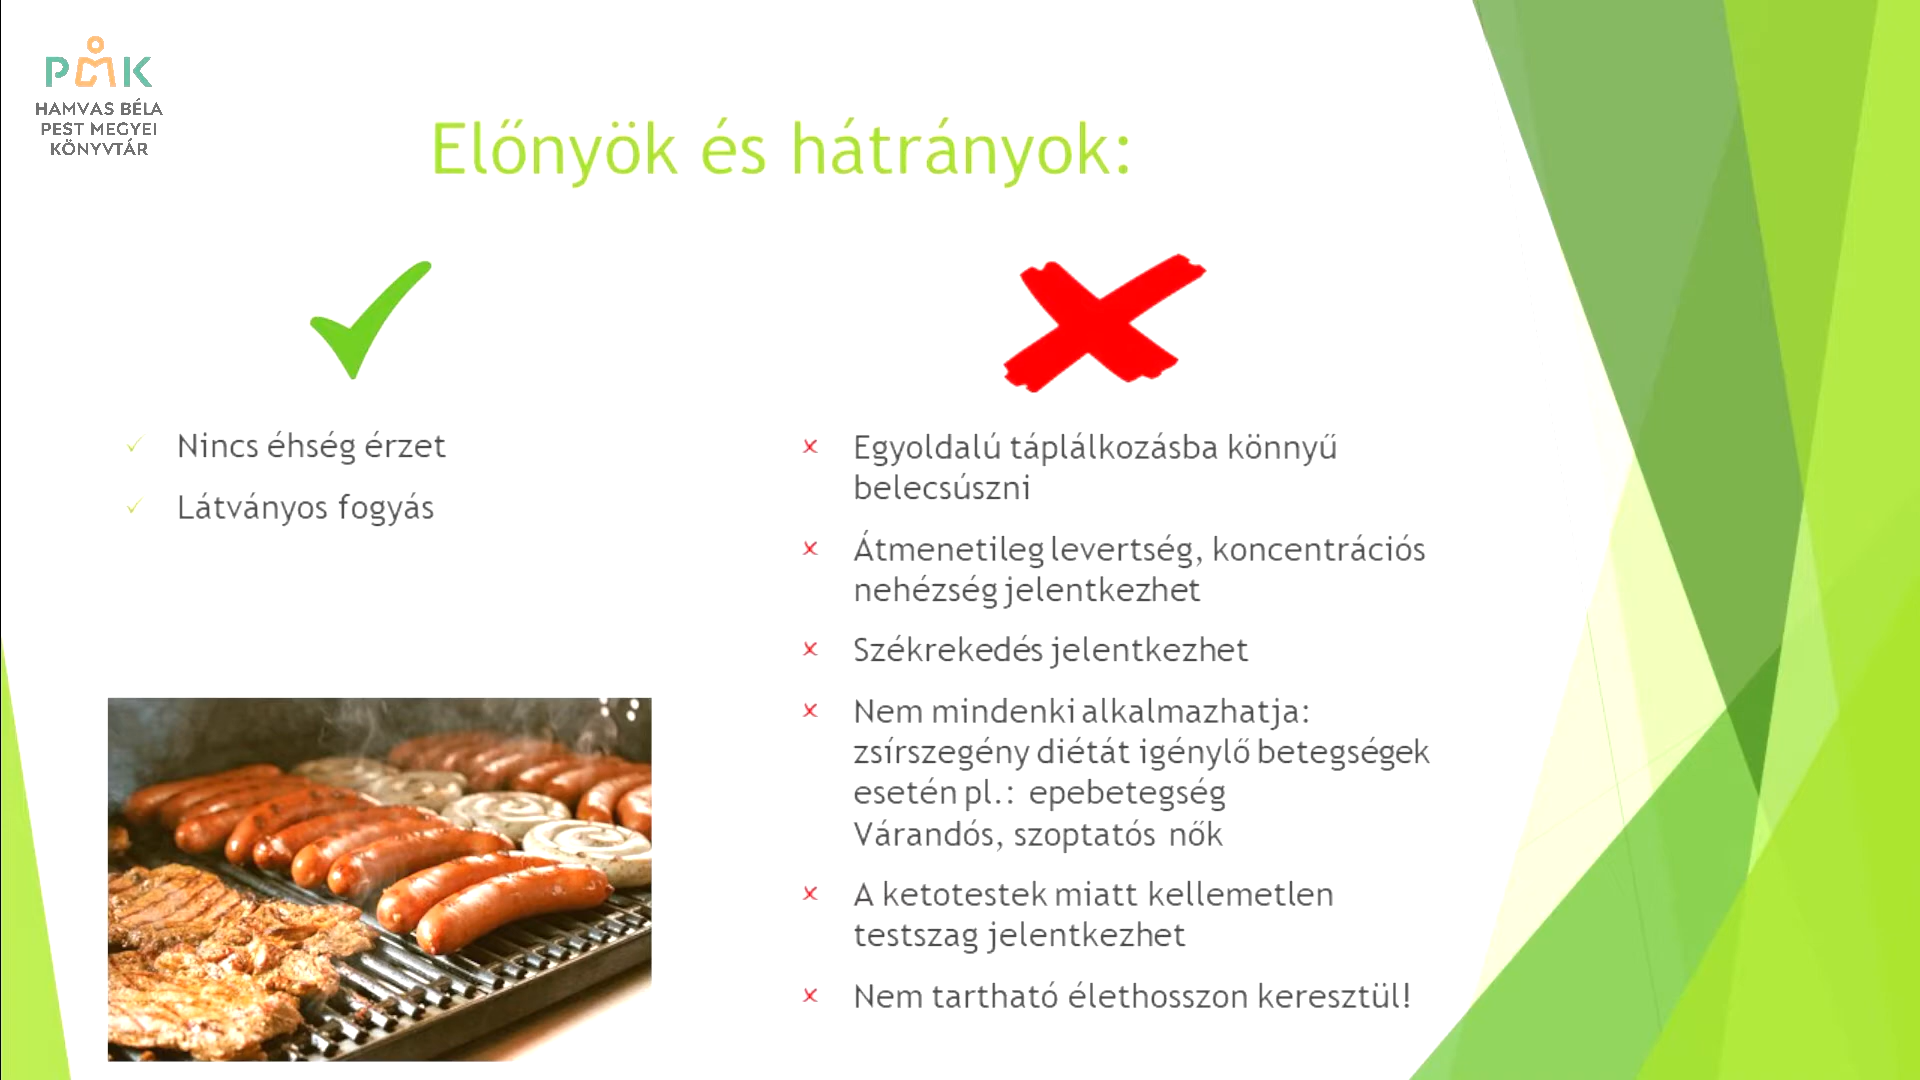 PMK
HAMVAS BÉLA
PEST MEGYEI
KÖNYVTÁR
Előnyök és hátrányok:
Nincs éhség érzet
Látványos fogyás
Egyoldalú táplálkozásba könnyű
belecsúszni
Átmenetileg levertség, koncentrációs
nehézség jelentkezhet
Székrekedés jelentkezhet
Nem mindenki alkalmazhatja:
zsírszegény diétát igénylő betegségek
esetén pl.: epebetegség
Várandós, szoptatós nők
A ketotestek miatt kellemetlen
testszag jelentkezhet
Nem tartható élethosszon keresztül!